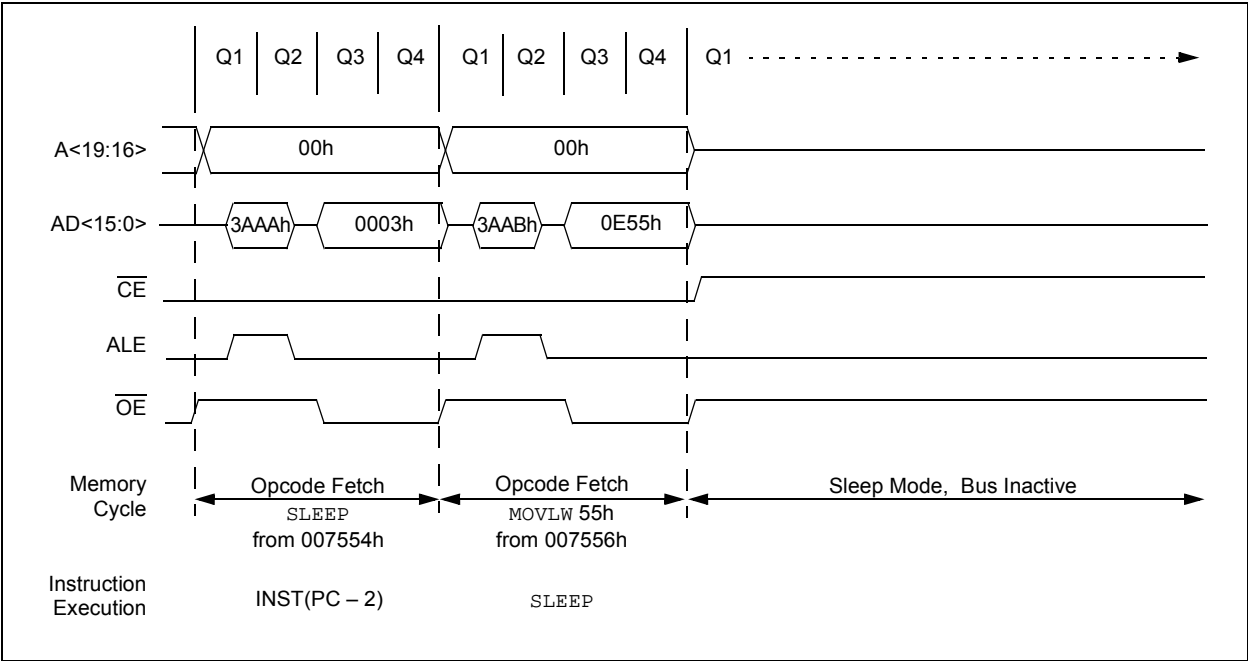 Q1 Q2 Q3 Q4 Q1 Q2 Q3 Q4 Q1
A<19:16> 00h 00h
AD<15:0> 3AAAh 0003h 3AABh 0E55h
CE
ALE
OE
Memory Cycle
Opcode Fetch
SLEEP
from 007554h
Opcode Fetch
MOVLW 55h
from 007556h
Sleep Mode, Bus Inactive
Instruction Execution
INST(PC – 2)
SLEEP